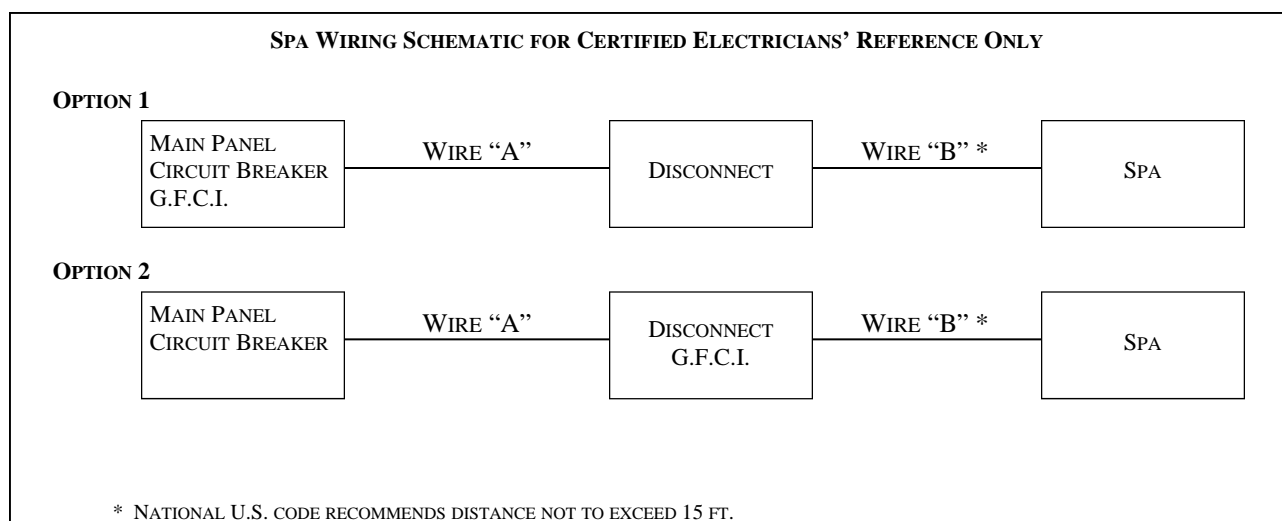 SPA WIRING SCHEMATIC FOR CERTIFIED ELECTRICIANS’ REFERENCE ONLY
OPTION 1
MAIN PANEL
CIRCUIT BREAKER
G.F.C.I.
WIRE “A”
DISCONNECT
WIRE “B” *
SPA
OPTION 2
MAIN PANEL
CIRCUIT BREAKER
WIRE “A”
DISCONNECT
G.F.C.I.
WIRE “B” *
SPA
* NATIONAL U.S. CODE RECOMMENDS DISTANCE NOT TO EXCEED 15 FT.